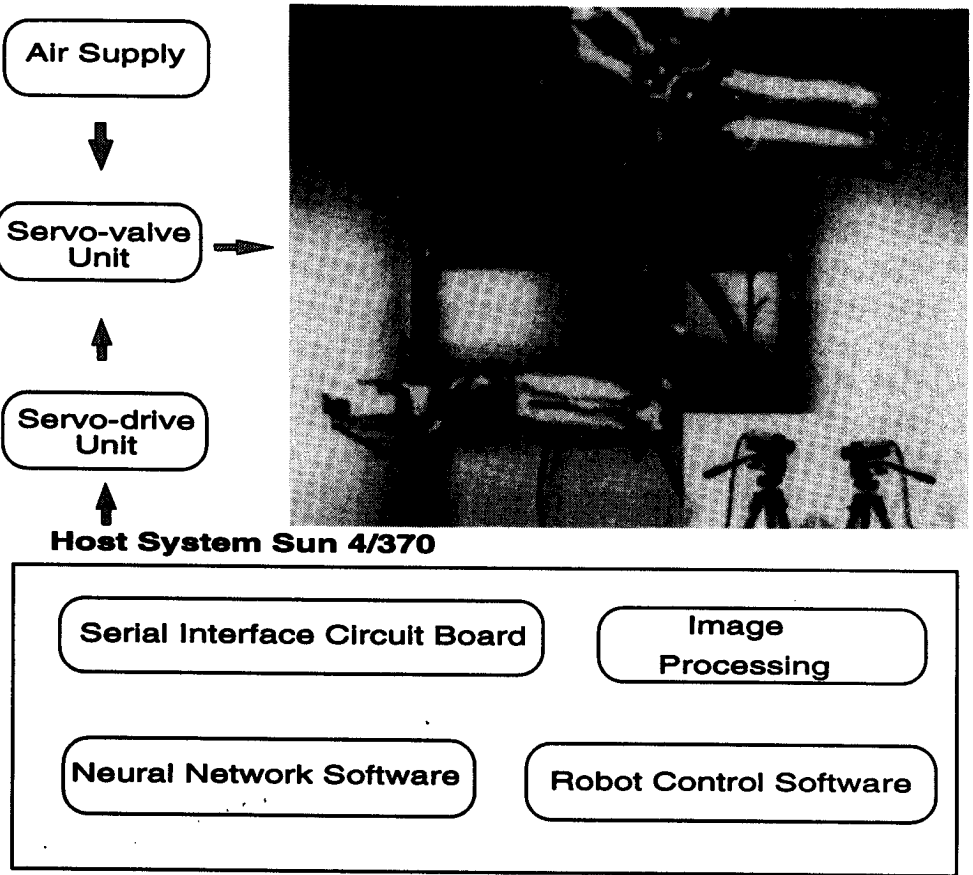 Air Supply
Servo-valve
Unit
Servo-drive
Unit
Host System Sun 4/370
Serial Interface Circuit Board
Image
Processing
Neural Network Software
Robot Control Software